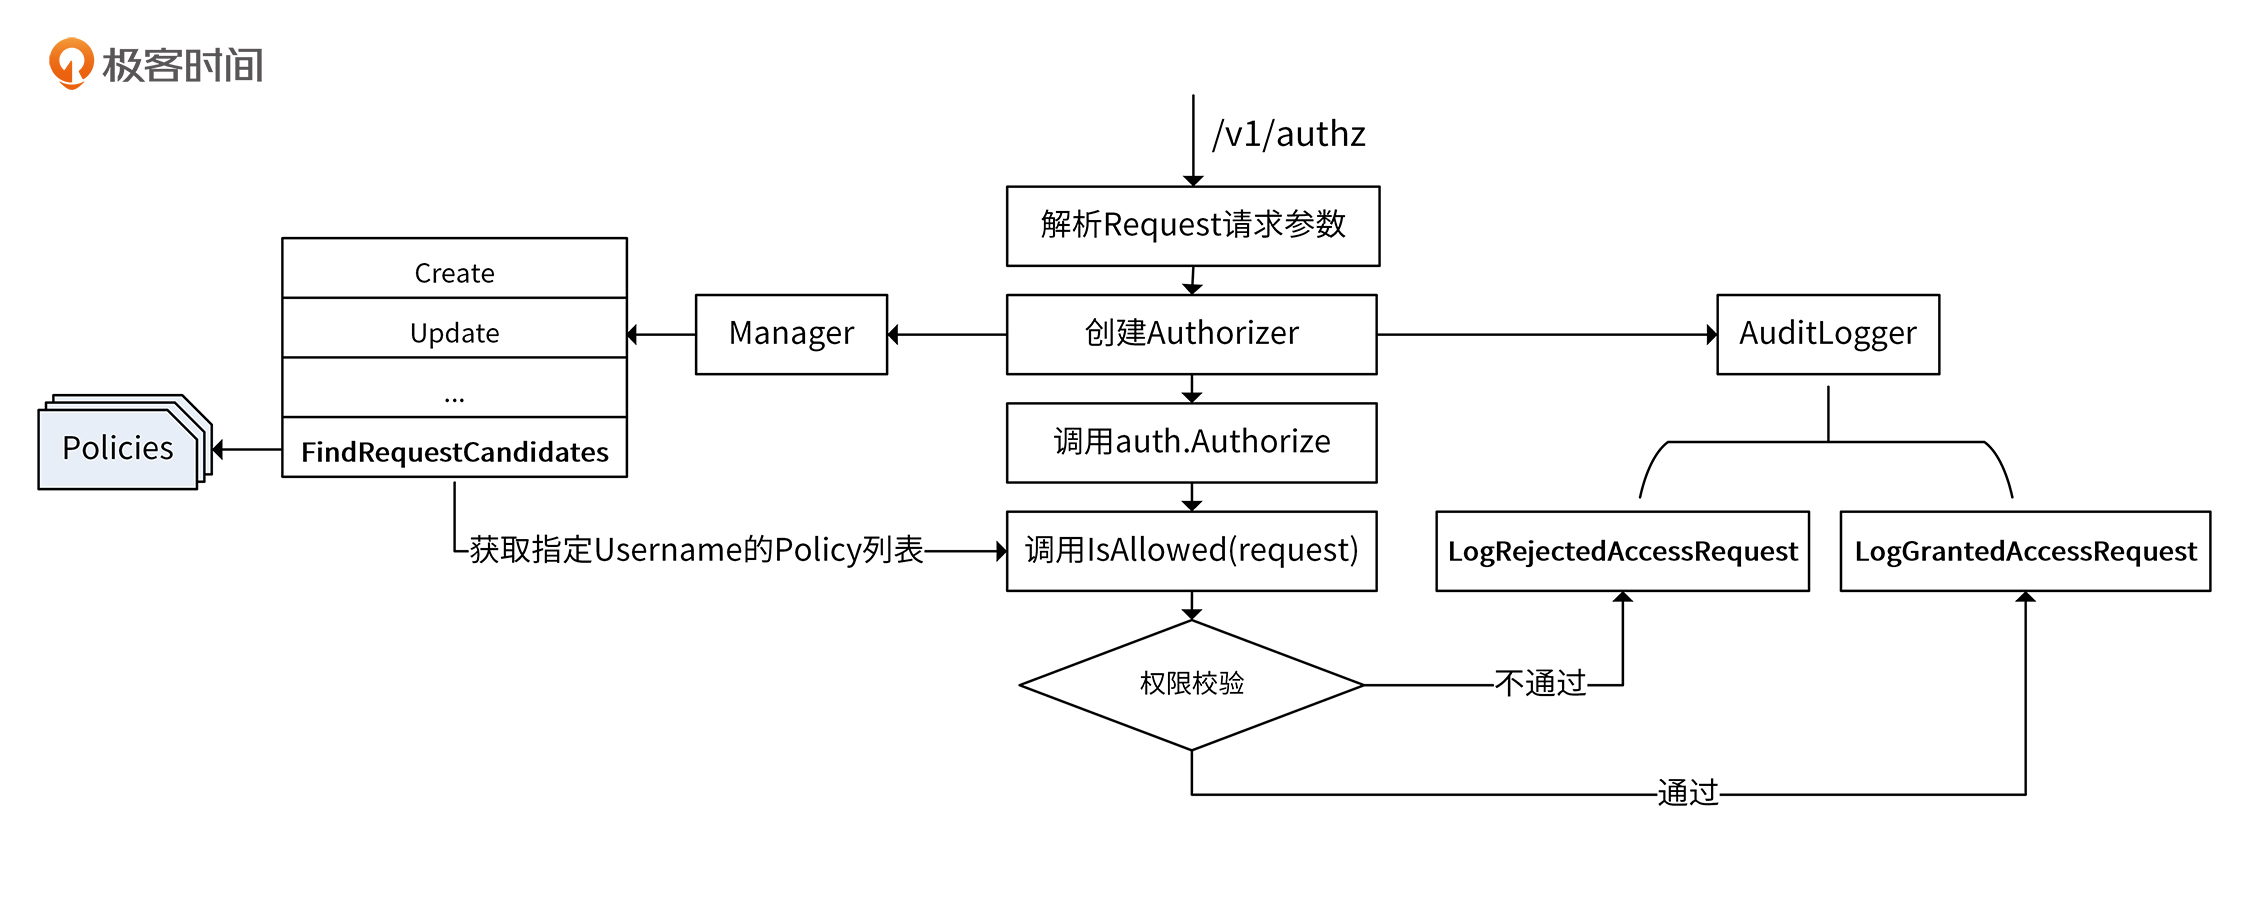 极客时间
/v1/authz
解析Request请求参数
Create
Update
...
FindRequestCandidates
Manager
创建Authorizer
AuditLogger
Policies
调用auth.Authorize
获取指定Username的Policy列表
调用IsAllowed(request)
LogRejectedAccessRequest
LogGrantedAccessRequest
权限校验
不通过
通过